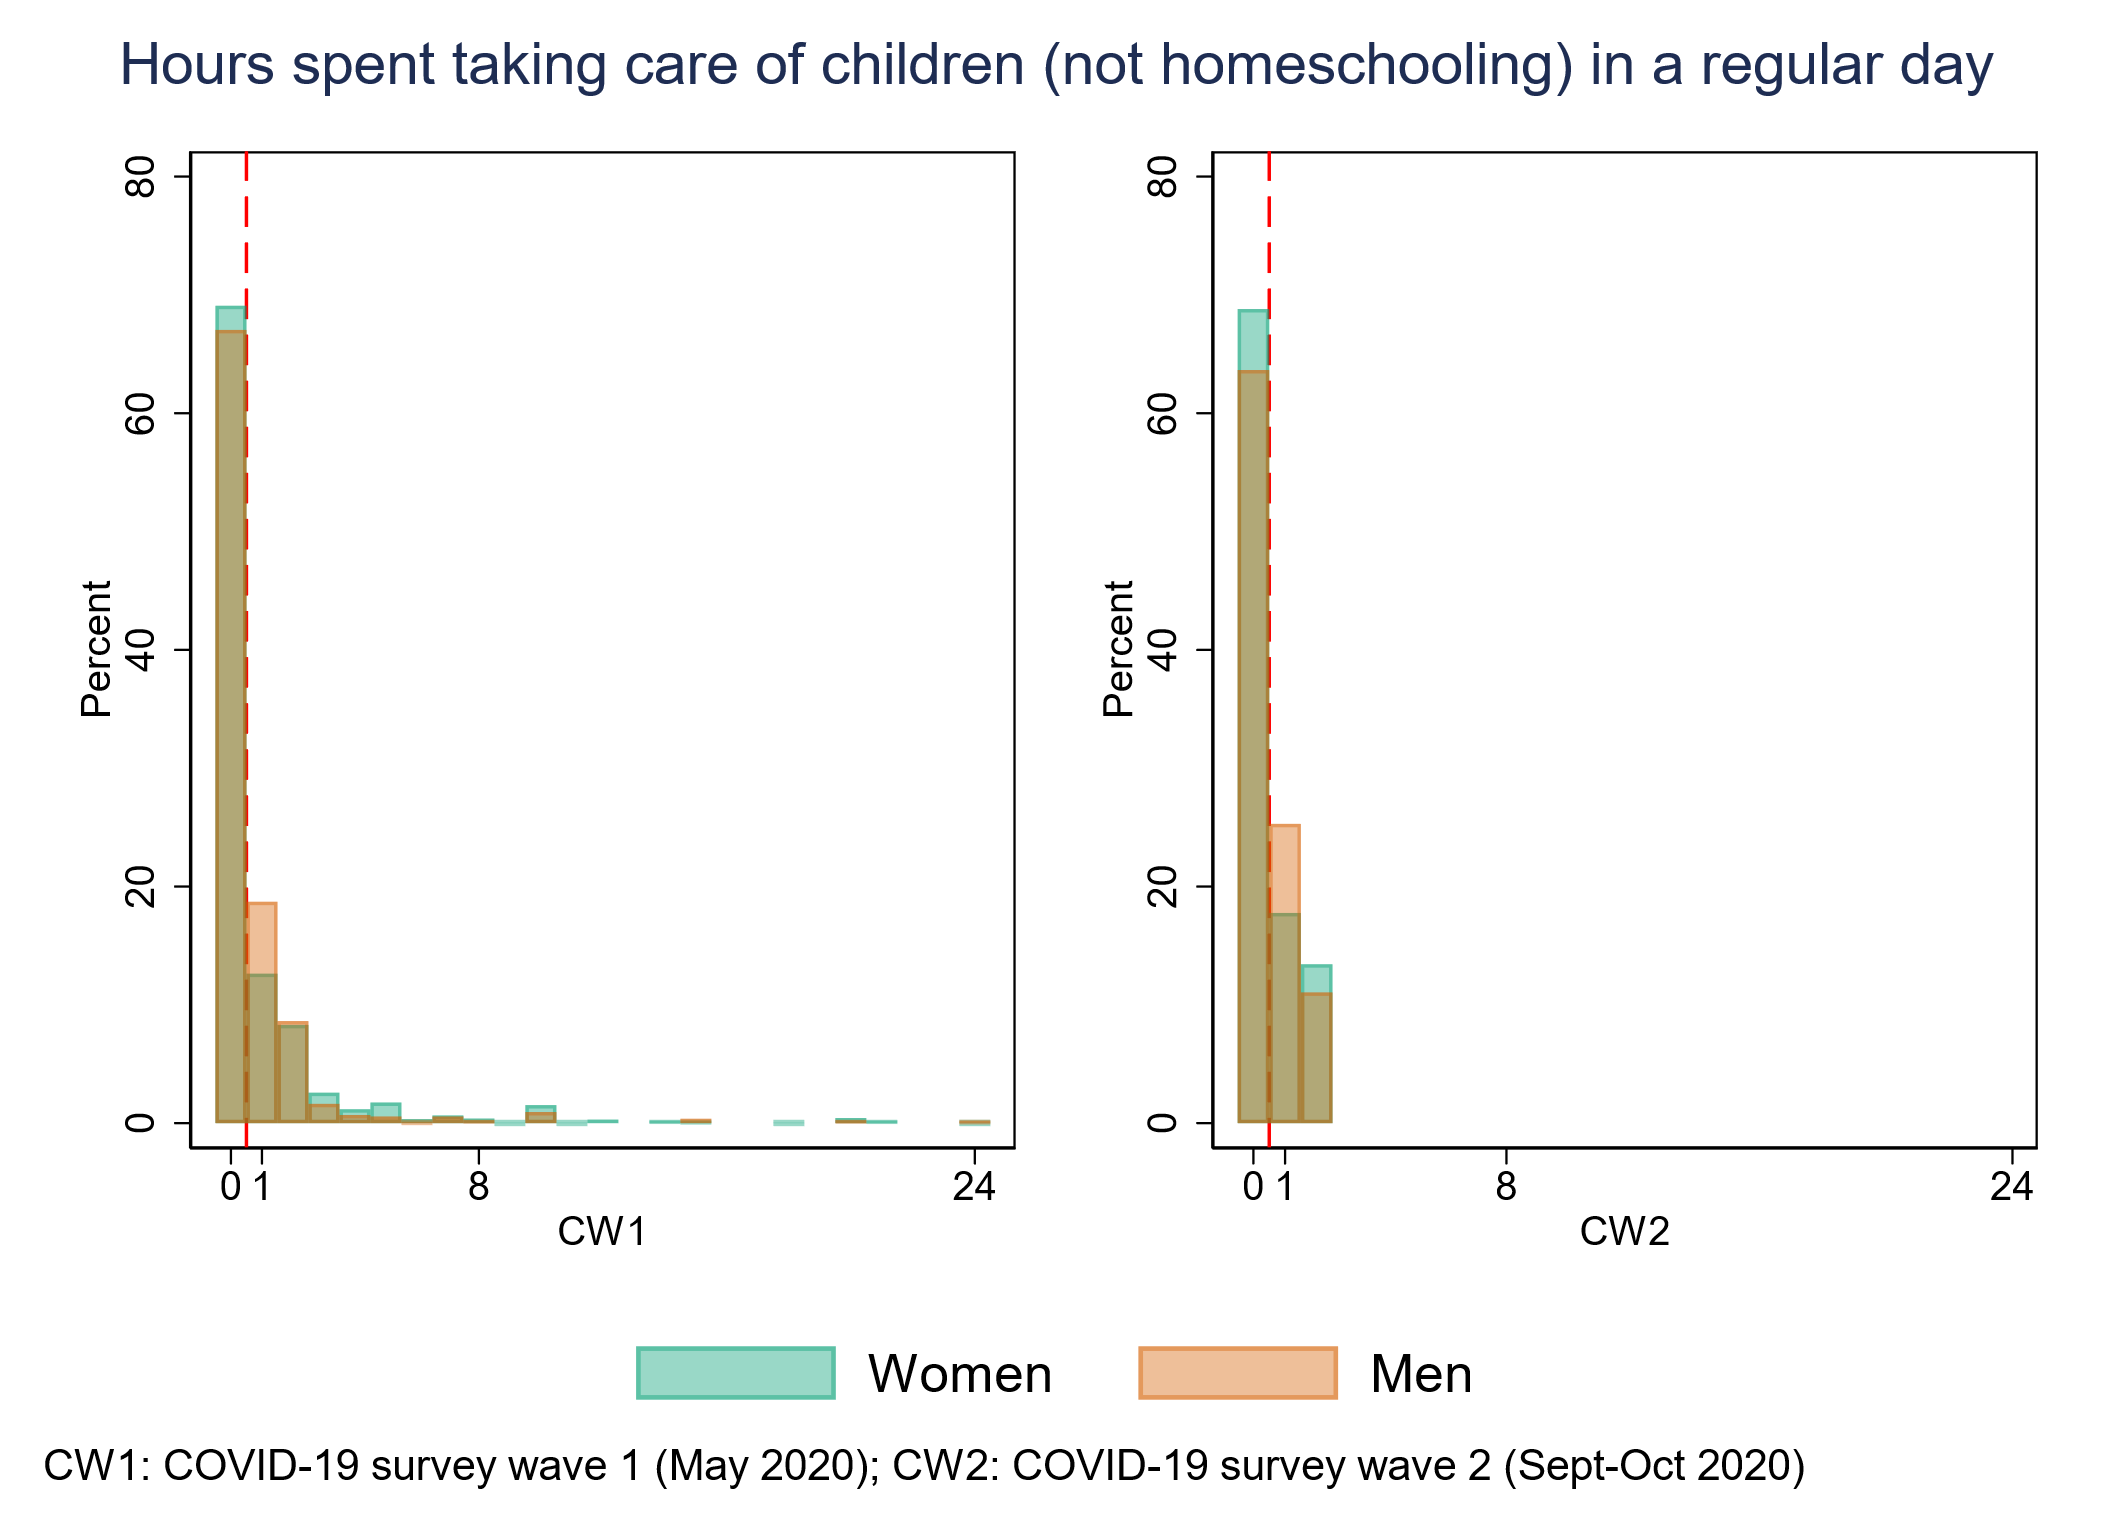 Hours spent taking care of children (not homeschooling) in a regular day
80
60
40
20
0
Percent
0 1 8 24
CW1
80
60
40
20
0
Percent
0 1 8 24
CW2
Women Men
CW1: COVID-19 survey wave 1 (May 2020); CW2: COVID-19 survey wave 2 (Sept-Oct 2020)